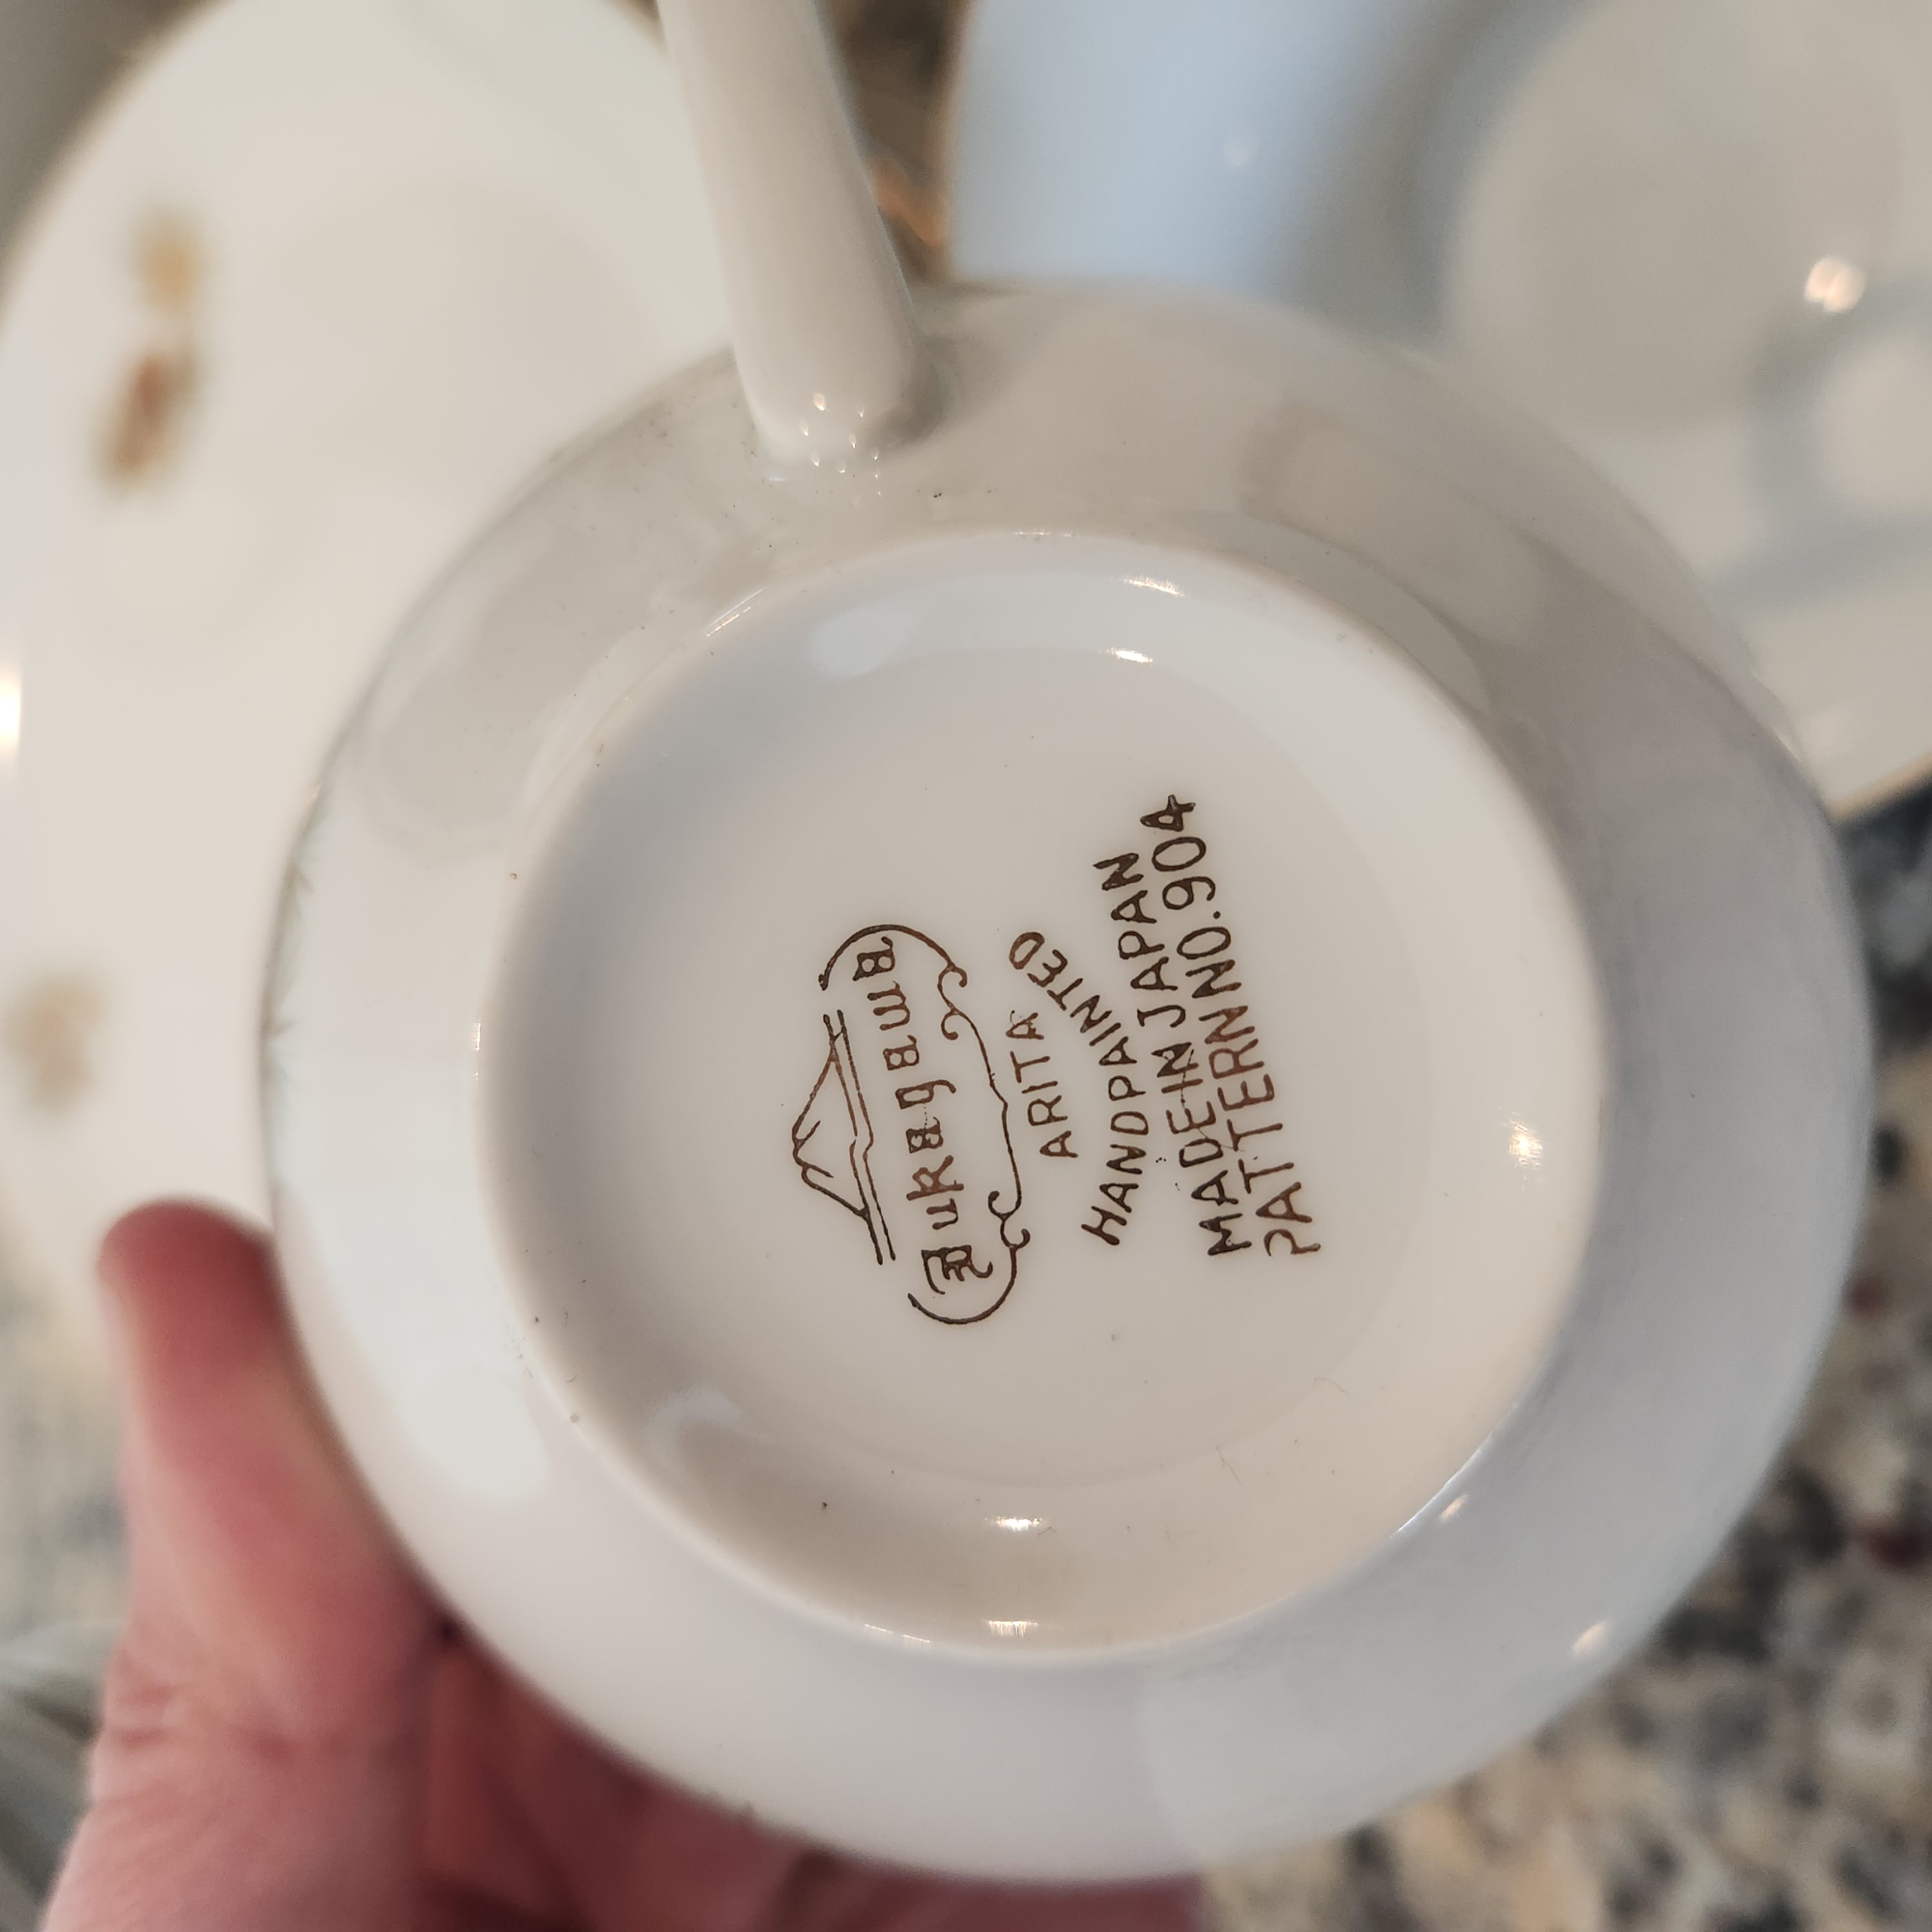 Fukagawa
ARITA
HANDPAINTED
MADE IN JAPAN
PATTERN NO.904